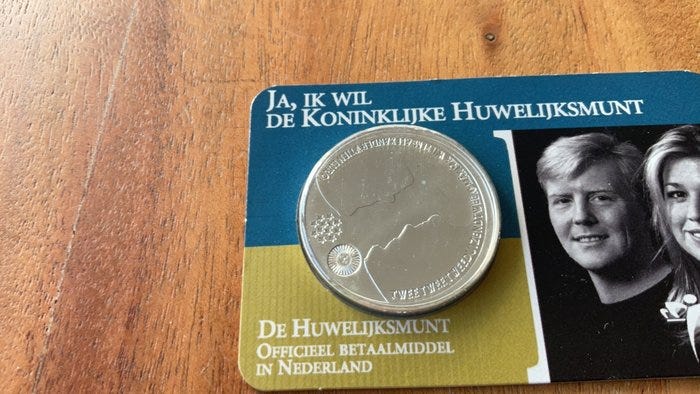 JA, IK WIL
DE KONINKLIJKE HUWELIJKSMUNT
DE HUWELIJKSMUNT
OFFICIEEL BETAALMIDDEL
IN NEDERLAND
TWEE TWEE TWEE